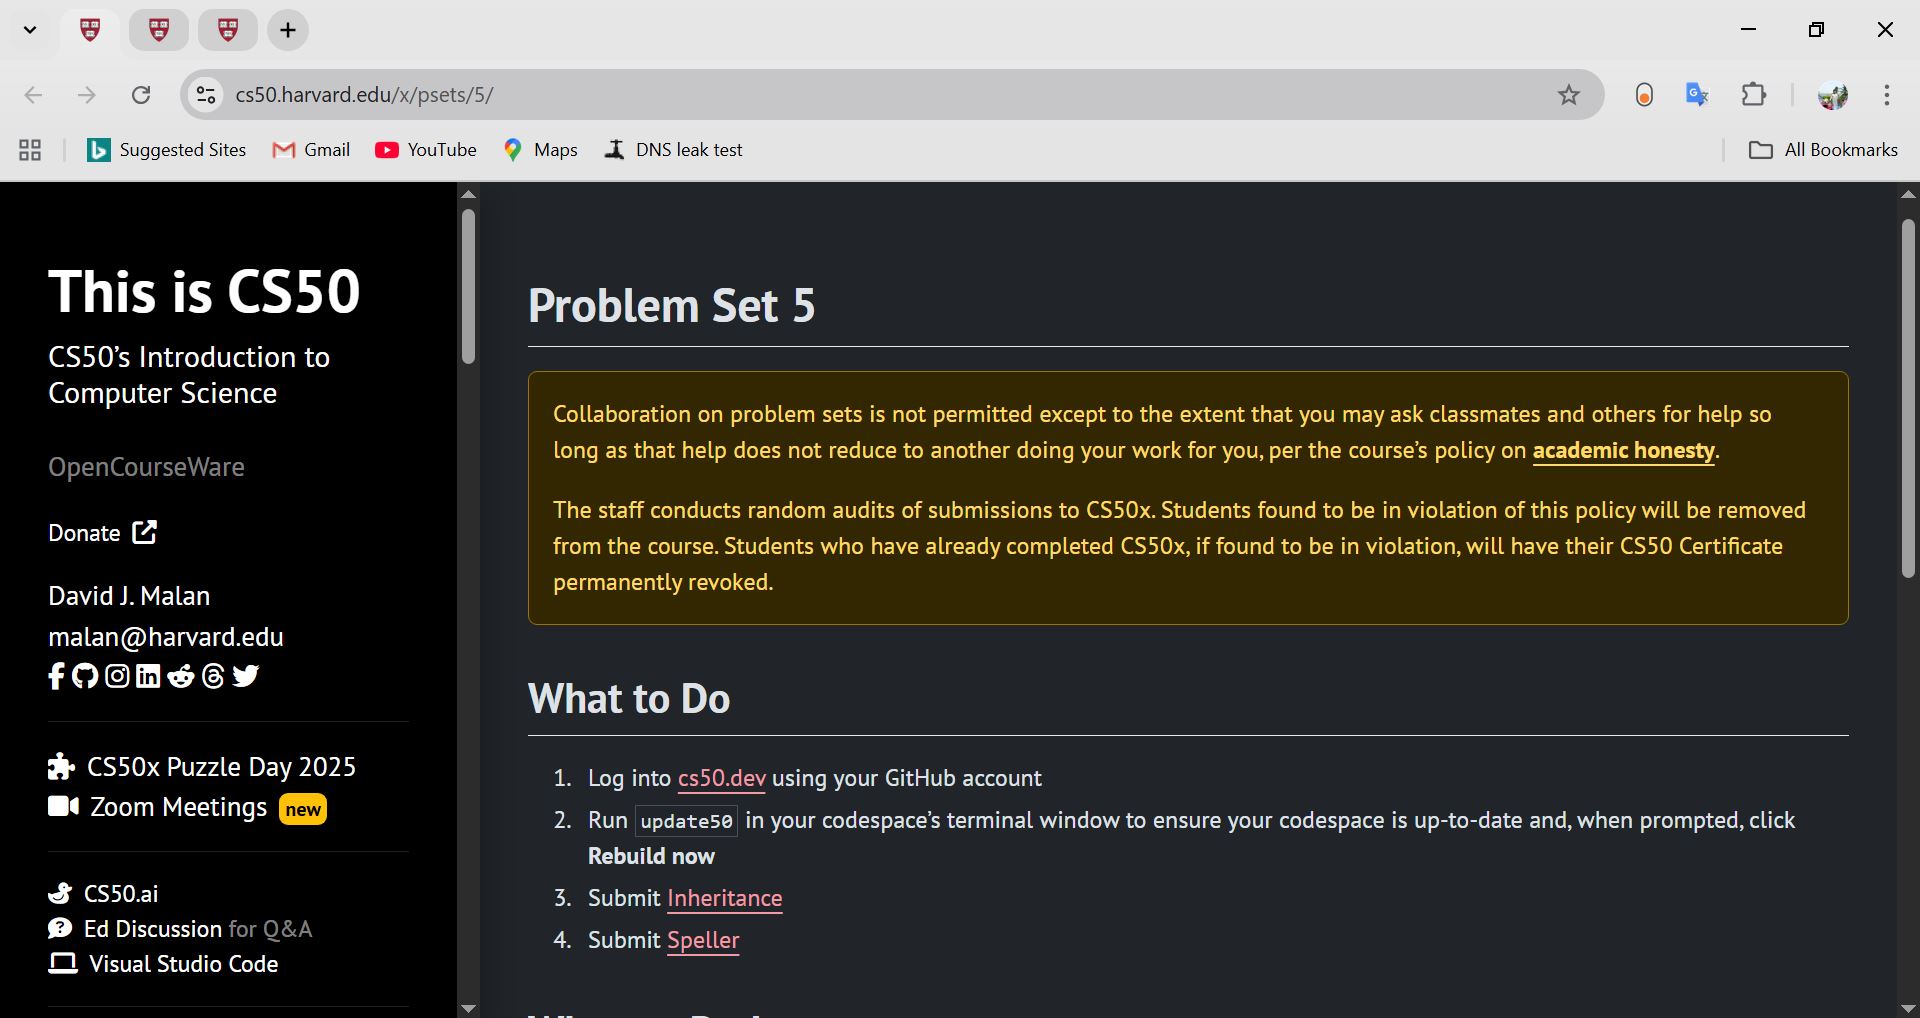 cs50.harvard.edu/x/psets/5/
Suggested Sites
Gmail
YouTube
Maps
DNS leak test
All Bookmarks
This is CS50
CS50’s Introduction to
Computer Science
OpenCourseWare
Donate
David J. Malan
malan@harvard.edu
CS50x Puzzle Day 2025
Zoom Meetings new
CS50.ai
Ed Discussion for Q&A
Visual Studio Code
Problem Set 5
Collaboration on problem sets is not permitted except to the extent that you may ask classmates and others for help so
long as that help does not reduce to another doing your work for you, per the course’s policy on academic honesty.
The staff conducts random audits of submissions to CS50x. Students found to be in violation of this policy will be removed
from the course. Students who have already completed CS50x, if found to be in violation, will have their CS50 Certificate
permanently revoked.
What to Do
1. Log into cs50.dev using your GitHub account
2. Run update50 in your codespace’s terminal window to ensure your codespace is up-to-date and, when prompted, click
Rebuild now
3. Submit Inheritance
4. Submit Speller